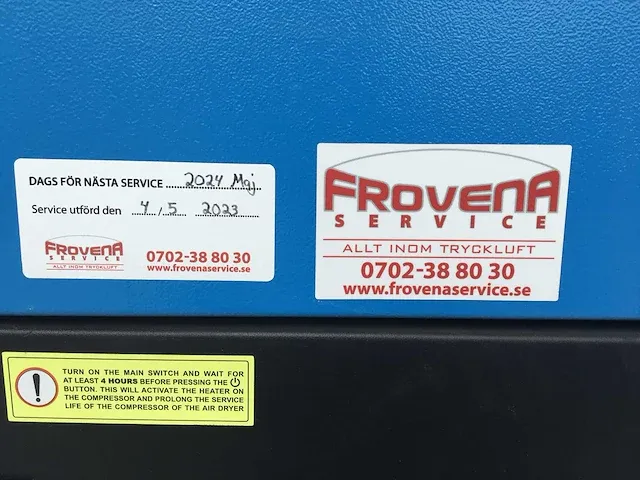 DAGS FÖR NÄSTA SERVICE 2024 Maj
Service utförd den 4 / 5 2023
FROVENA
SERVICE
ALLT INOM TRYCKLUFT
0702-38 80 30
www.frovenaservice.se
FROVENA
SERVICE
ALLT INOM TRYCKLUFT
0702-38 80 30
www.frovenaservice.se
TURN ON THE MAIN SWITCH AND WAIT FOR
AT LEAST 4 HOURS BEFORE PRESSING THE
BUTTON. THIS WILL ACTIVATE THE HEATER ON
THE COMPRESSOR AND PROLONG THE SERVICE
LIFE OF THE COMPRESSOR OF THE AIR DRYER